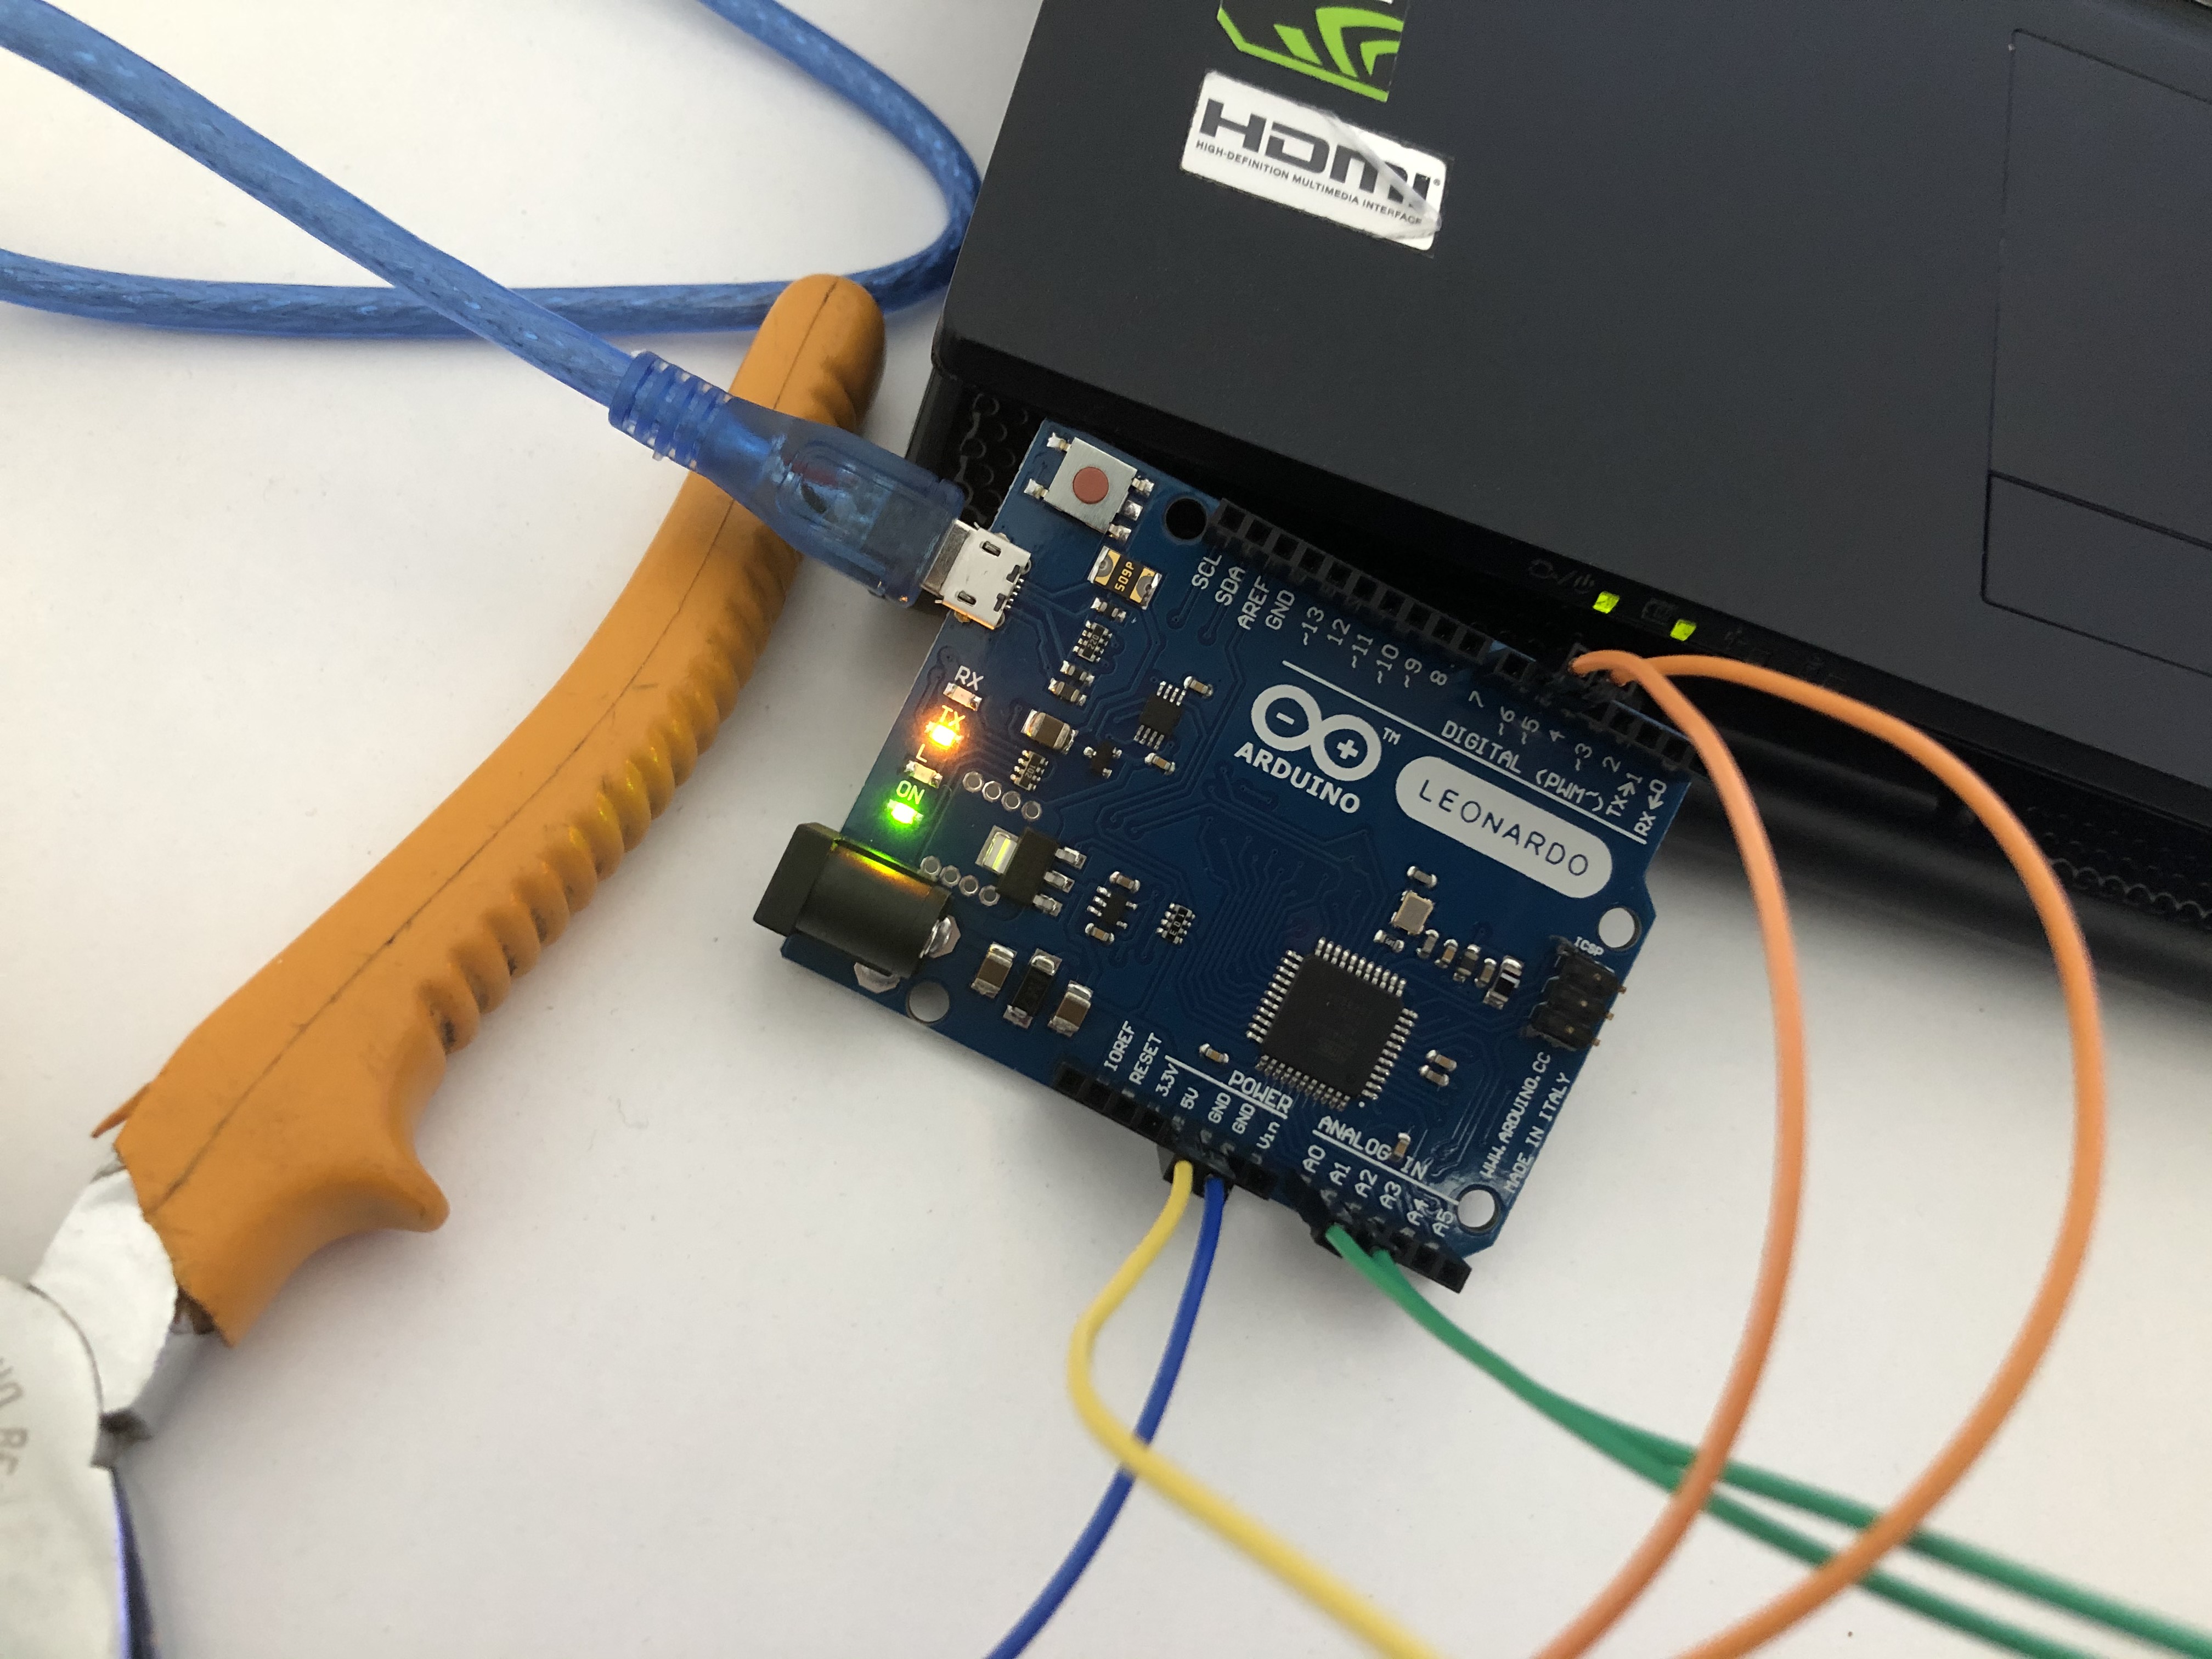 ON
L
TX
RX
IOREF
RESET
3.3V
5V
GND
GND
Vin
POWER
A0
A1
A2
A3
A4
A5
ANALOG IN
WWW.ARDUINO.CC
MADE IN ITALY
ICSP
509P
SCL
SDA
AREF
GND
~13
12
~11
~10
~9
8
7
~6
~5
4
~3
2
TX→1
RX←0
DIGITAL (PWM~)
ARDUINO
TM
LEONARDO
HDMI®
HIGH-DEFINITION MULTIMEDIA INTERFACE